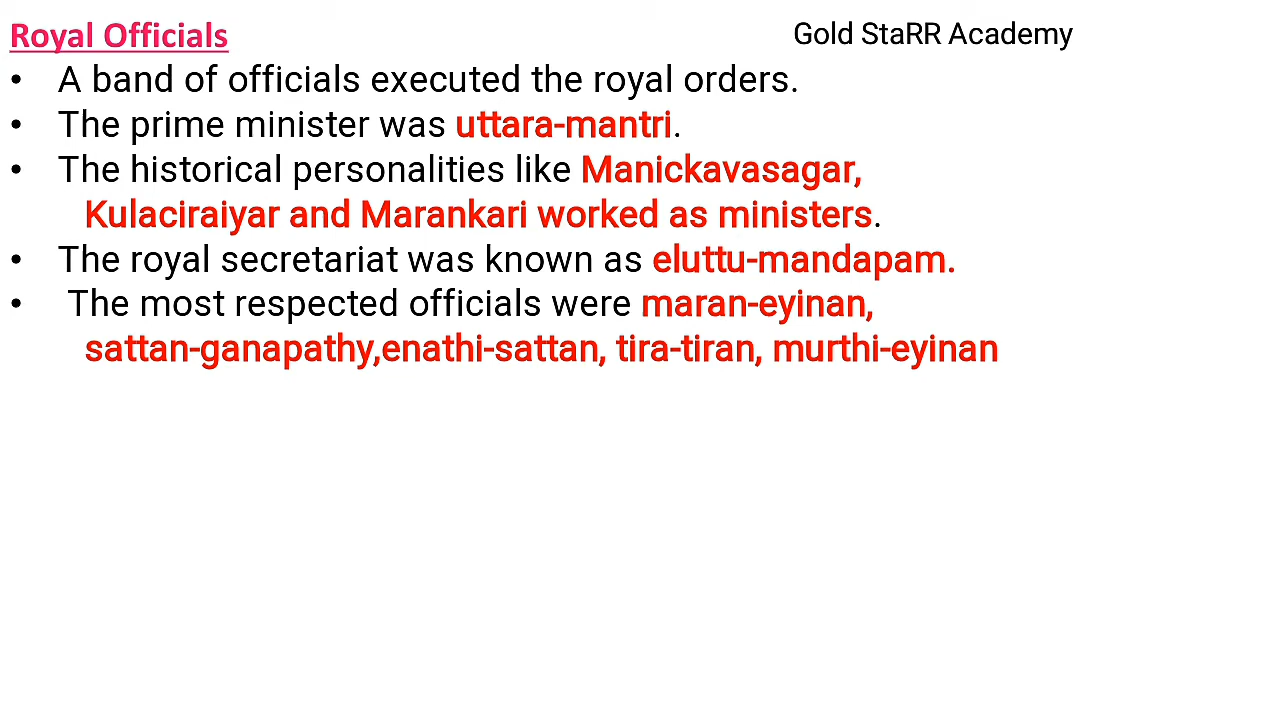 Royal Officials
Gold StaRR Academy
• A band of officials executed the royal orders.
• The prime minister was uttara-mantri.
• The historical personalities like Manickavasagar,
Kulaciraiyar and Marankari worked as ministers.
• The royal secretariat was known as eluttu-mandapam.
• The most respected officials were maran-eyinan,
sattan-ganapathy,enathi-sattan, tira-tiran, murthi-eyinan